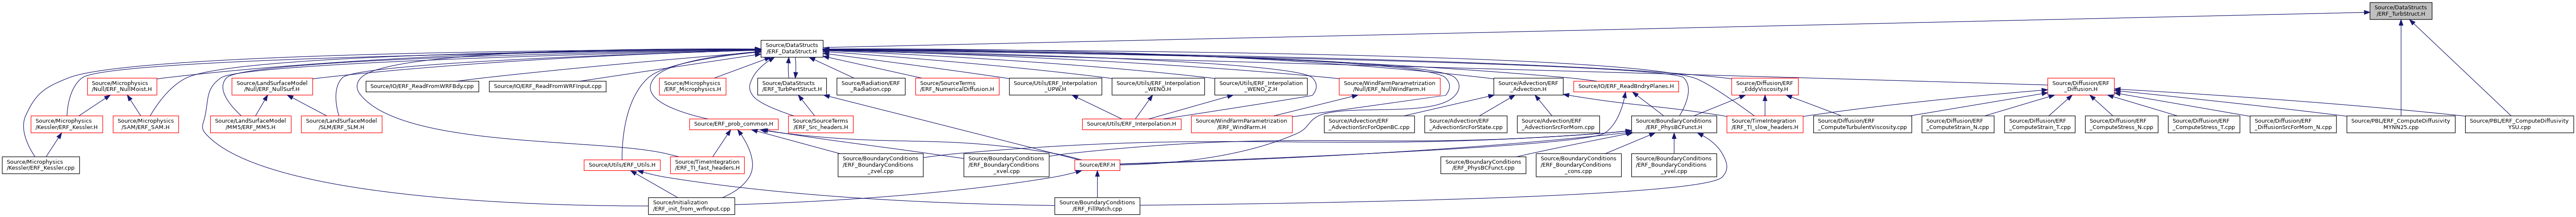 Source/DataStructs
/ERF_TurbStruct.H
Source/DataStructs
/ERF_DataStruct.H
Source/Microphysics
/Null/ERF_NullMoist.H
Source/LandSurfaceModel
/Null/ERF_NullSurf.H
Source/IO/ERF_ReadFromWRFBdy.cpp
Source/IO/ERF_ReadFromWRFInput.cpp
Source/Microphysics
/ERF_Microphysics.H
Source/DataStructs
/ERF_TurbPertStruct.H
Source/Radiation/ERF
_Radiation.cpp
Source/SourceTerms
/ERF_NumericalDiffusion.H
Source/Utils/ERF_Interpolation
_UPW.H
Source/Utils/ERF_Interpolation
_WENO.H
Source/Utils/ERF_Interpolation
_WENO_Z.H
Source/WindFarmParametrization
/Null/ERF_NullWindFarm.H
Source/Advection/ERF
_Advection.H
Source/IO/ERF_ReadBndryPlanes.H
Source/Diffusion/ERF
_EddyViscosity.H
Source/Diffusion/ERF
_Diffusion.H
Source/Microphysics
/Kessler/ERF_Kessler.H
Source/Microphysics
/SAM/ERF_SAM.H
Source/LandSurfaceModel
/MM5/ERF_MM5.H
Source/LandSurfaceModel
/SLM/ERF_SLM.H
Source/ERF_prob_common.H
Source/SourceTerms
/ERF_Src_headers.H
Source/Utils/ERF_Interpolation.H
Source/WindFarmParametrization
/ERF_WindFarm.H
Source/Advection/ERF
_AdvectionSrcForOpenBC.cpp
Source/Advection/ERF
_AdvectionSrcForState.cpp
Source/Advection/ERF
_AdvectionSrcForMom.cpp
Source/BoundaryConditions
/ERF_PhysBCFunct.H
Source/TimeIntegration
/ERF_TI_slow_headers.H
Source/Diffusion/ERF
_ComputeTurbulentViscosity.cpp
Source/Diffusion/ERF
_ComputeStrain_N.cpp
Source/Diffusion/ERF
_ComputeStrain_T.cpp
Source/Diffusion/ERF
_ComputeStress_N.cpp
Source/Diffusion/ERF
_ComputeStress_T.cpp
Source/Diffusion/ERF
_DiffusionSrcForMom_N.cpp
Source/PBL/ERF_ComputeDiffusivity
MYNN25.cpp
Source/PBL/ERF_ComputeDiffusivity
YSU.cpp
Source/Microphysics
/Kessler/ERF_Kessler.cpp
Source/Utils/ERF_Utils.H
Source/TimeIntegration
/ERF_TI_fast_headers.H
Source/BoundaryConditions
/ERF_BoundaryConditions
_zvel.cpp
Source/BoundaryConditions
/ERF_BoundaryConditions
_xvel.cpp
Source/ERF.H
Source/BoundaryConditions
/ERF_PhysBCFunct.cpp
Source/BoundaryConditions
/ERF_BoundaryConditions
_cons.cpp
Source/BoundaryConditions
/ERF_BoundaryConditions
_yvel.cpp
Source/Initialization
/ERF_init_from_wrfinput.cpp
Source/BoundaryConditions
/ERF_FillPatch.cpp